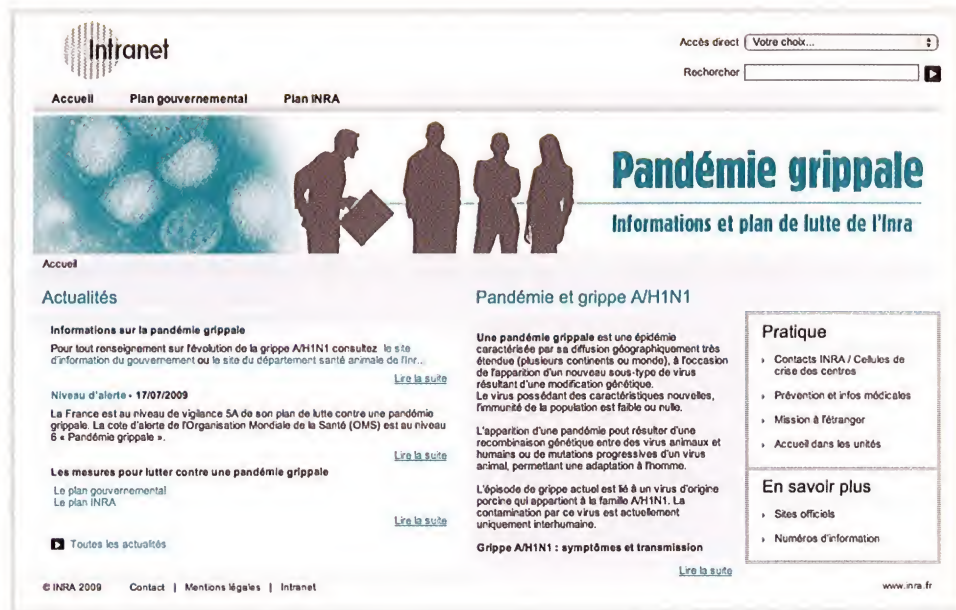 Intranet
Accès direct Votre choix...
Rechercher
Accueil Plan gouvernemental Plan INRA
Pandémie grippale
Informations et plan de lutte de l'Inra
Accueil
Actualités
Informations sur la pandémie grippale
Pour tout renseignement sur l'évolution de la grippe A/H1N1 consultez le site
d'information du gouvernement ou le site du département santé animale de l'Inr...
Lire la suite
Niveau d'alerte - 17/07/2009
La France est au niveau de vigilance 5A de son plan de lutte contre une pandémie
grippale. La cote d'alerte de l'Organisation Mondiale de la Santé (OMS) est au niveau
6 « Pandémie grippale ».
Lire la suite
Les mesures pour lutter contre une pandémie grippale
Le plan gouvernemental
Le plan INRA
Lire la suite
Toutes les actualités
Pandémie et grippe A/H1N1
Une pandémie grippale est une épidémie
caractérisée par sa diffusion géographiquement très
étendue (plusieurs continents ou monde), à l'occasion
de l'apparition d'un nouveau sous-type de virus
résultant d'une modification génétique.
Le virus possédant des caractéristiques nouvelles,
l'immunité de la population est faible ou nulle.
L'apparition d'une pandémie peut résulter d'une
recombinaison génétique entre des virus animaux et
humains ou de mutations progressives d'un virus
animal, permettant une adaptation à l'homme.
L'épisode de grippe actuel est lié à un virus d'origine
porcine qui appartient à la famille A/H1N1. La
contamination par ce virus est actuellement
uniquement interhumaine.
Grippe A/H1N1 : symptômes et transmission
Lire la suite
Pratique
Contacts INRA / Cellules de
crise des centres
Prévention et infos médicales
Mission à l'étranger
Accueil dans les unités
En savoir plus
Sites officiels
Numéros d'information
© INRA 2009 Contact | Mentions légales | Intranet
www.inra.fr